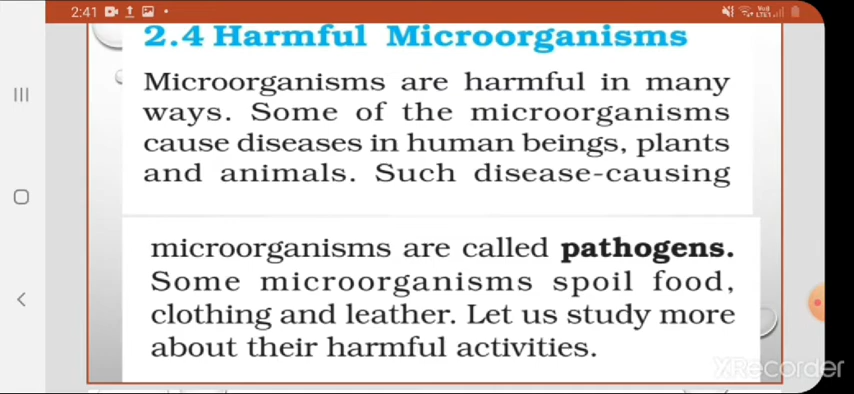 2:41
Voll
LTE1
2.4 Harmful Microorganisms
Microorganisms are harmful in many
ways. Some of the microorganisms
cause diseases in human beings, plants
and animals. Such disease-causing
microorganisms are called pathogens.
Some microorganisms spoil food,
clothing and leather. Let us study more
about their harmful activities.
XRecorder